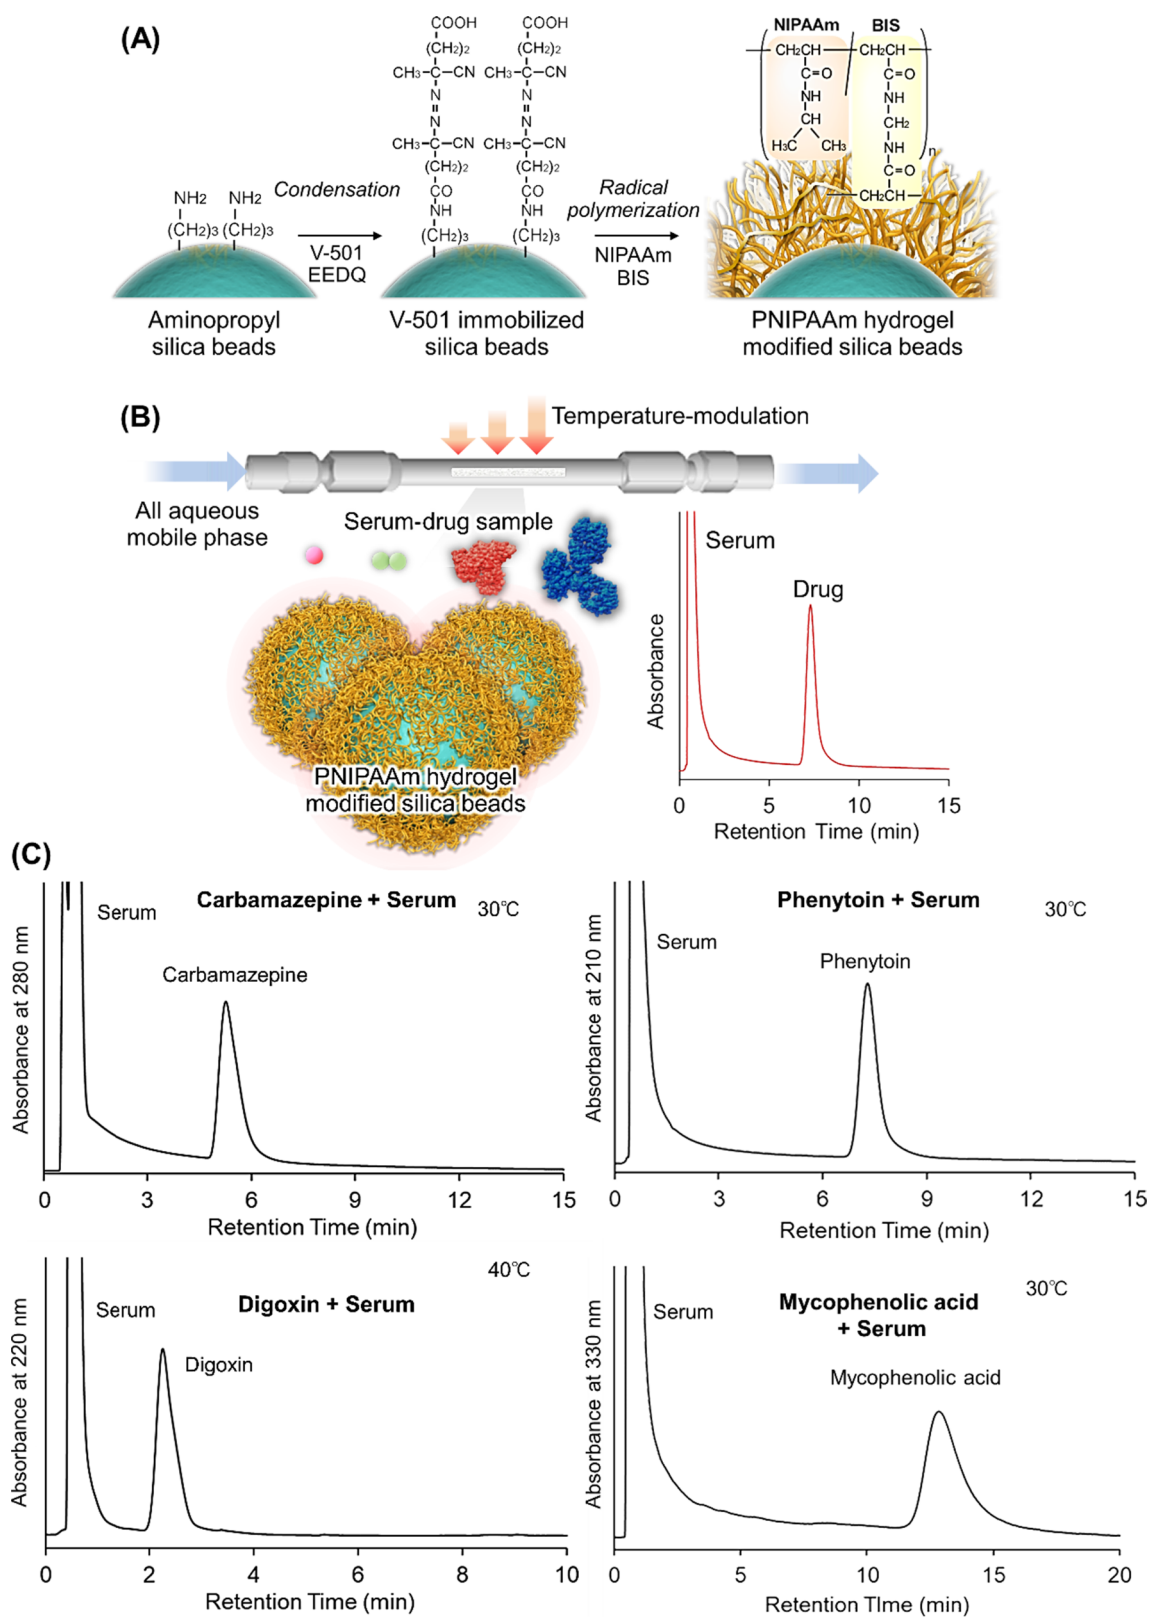 (A)
COOH
(CH₂)₂
CH₃-C-CN
N
N
CH₃-C-CN
(CH₂)₂
CO
NH
(CH₂)₃
COOH
(CH₂)₂
CH₃-C-CN
N
N
CH₃-C-CN
(CH₂)₂
CO
NH
(CH₂)₃
NIPAAm
BIS
CH₂CH
C=O
NH
CH
H₃C
CH₃
CH₂CH
C=O
NH
CH₂
NH
C=O
CH₂CH
n
NH2
NH2
(CH₂)₃
(CH₂)₃
Condensation
V-501
EEDQ
Radical
polymerization
NIPAAm
BIS
Aminopropyl
silica beads
V-501 immobilized
silica beads
PNIPAAm hydrogel
modified silica beads
(B)
Temperature-modulation
All aqueous
mobile phase
Serum-drug sample
PNIPAAm hydrogel
modified silica beads
Serum
Drug
Absorbance
0 5 10 15
Retention Time (min)
(C)
Carbamazepine + Serum
30℃
Serum
Carbamazepine
Absorbance at 280 nm
0 3 6 9 12 15
Retention Time (min)
Phenytoin + Serum
30℃
Serum
Phenytoin
Absorbance at 210 nm
0 3 6 9 12 15
Retention Time (min)
40℃
Digoxin + Serum
Serum
Digoxin
Absorbance at 220 nm
0 2 4 6 8 10
Retention Time (min)
30℃
Mycophenolic acid
+ Serum
Serum
Mycophenolic acid
Absorbance at 330 nm
0 5 10 15 20
Retention TIme (mIn)